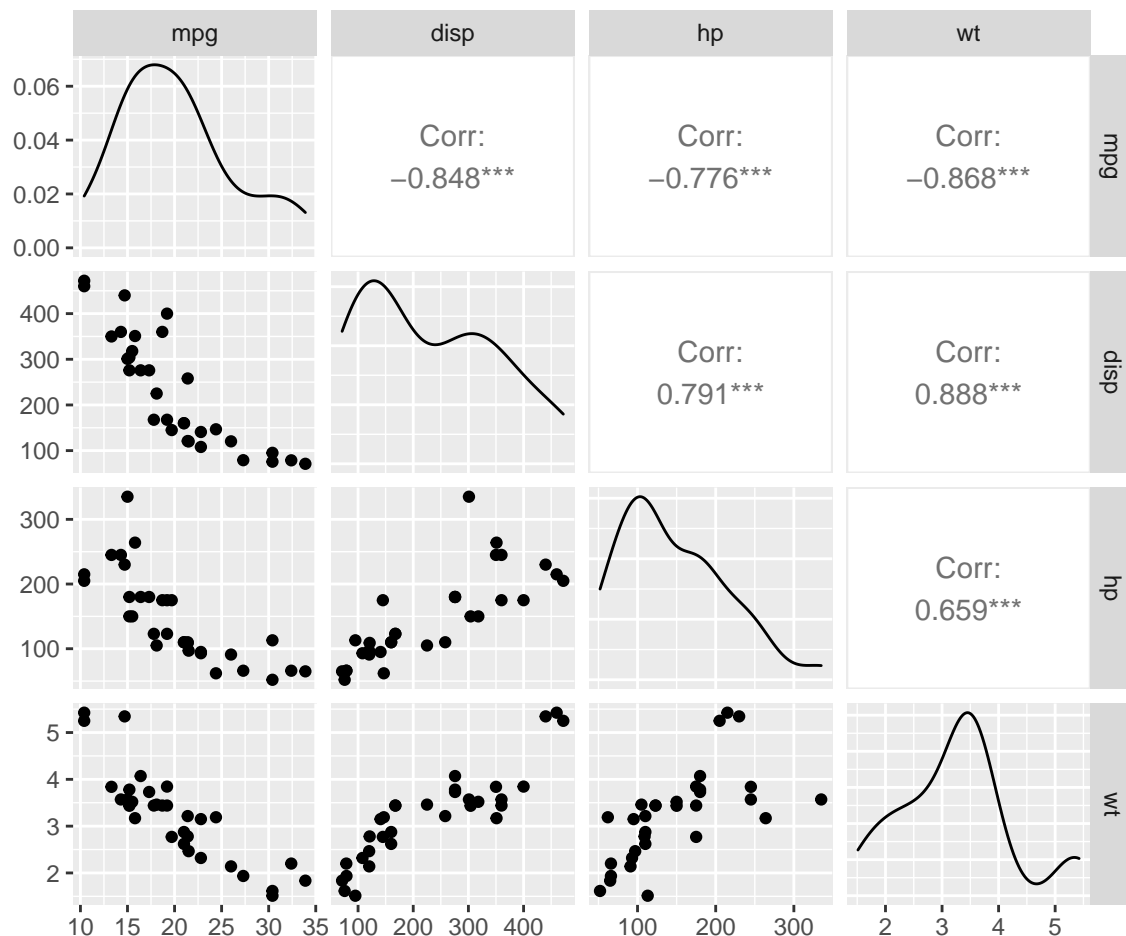 mpg disp hp wt
0.06
0.04
0.02
0.00
Corr:
−0.848***
Corr:
−0.776***
Corr:
−0.868***
mpg
400
300
200
100
Corr:
0.791***
Corr:
0.888***
disp
300
200
100
Corr:
0.659***
hp
5
4
3
2
wt
10 15 20 25 30 35 100 200 300 400 100 200 300 2 3 4 5